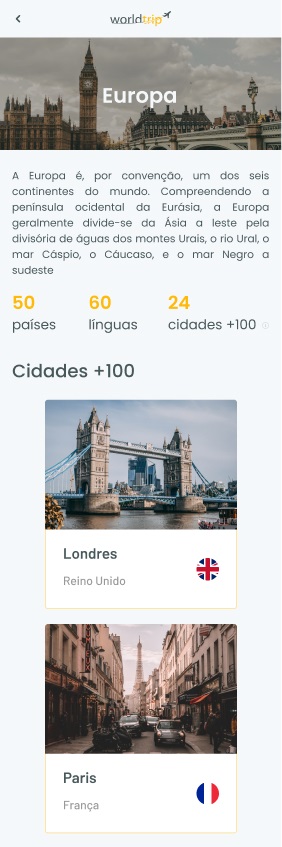 worldtrip
Europa
A Europa é, por convenção, um dos seis
continentes do mundo. Compreendendo a
península ocidental da Eurásia, a Europa
geralmente divide-se da Ásia a leste pela
divisória de águas dos montes Urais, o rio Ural, o
mar Cáspio, o Cáucaso, e o mar Negro a
sudeste
50 60 24
países línguas cidades +100
Cidades +100
Londres
Reino Unido
Paris
França